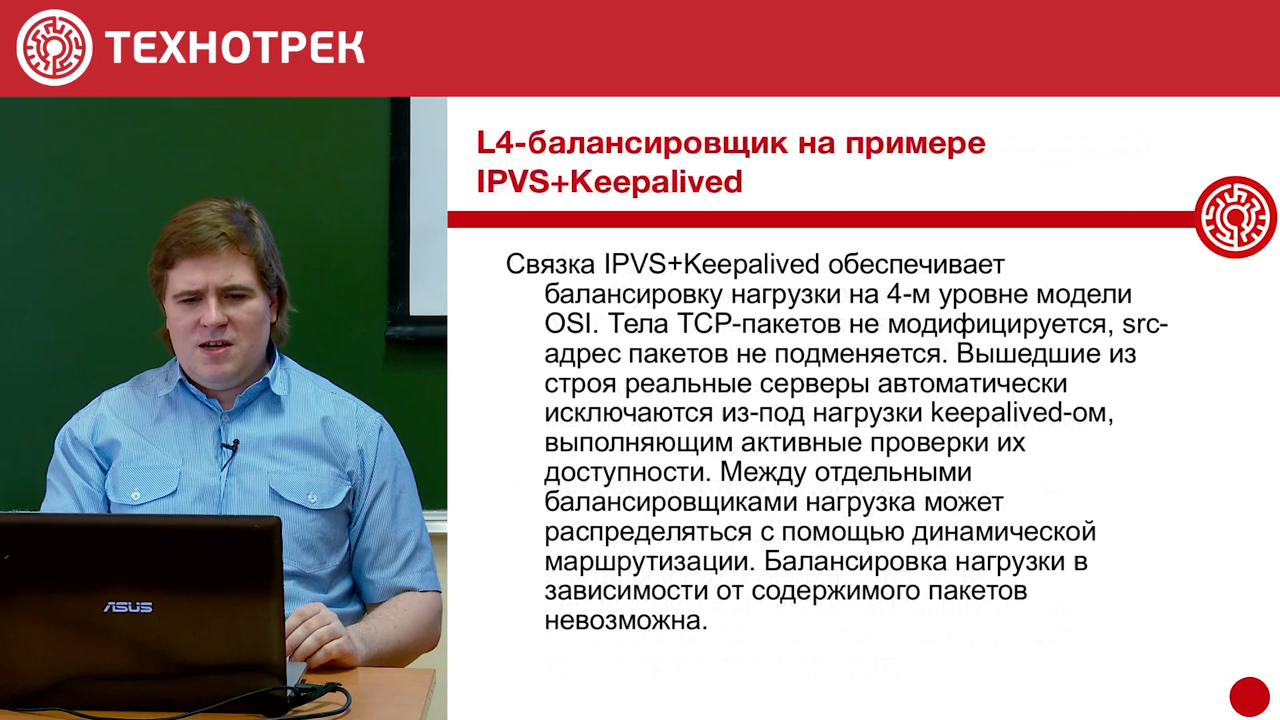 ТЕХНОТРЕК
L4-балансировщик на примере
IPVS+Keepalived
Связка IPVS+Keepalived обеспечивает
балансировку нагрузки на 4-м уровне модели
OSI. Тела TCP-пакетов не модифицируется, src-
адрес пакетов не подменяется. Вышедшие из
строя реальные серверы автоматически
исключаются из-под нагрузки keepalived-ом,
выполняющим активные проверки их
доступности. Между отдельными
балансировщиками нагрузка может
распределяться с помощью динамической
маршрутизации. Балансировка нагрузки в
зависимости от содержимого пакетов
невозможна.
ASUS